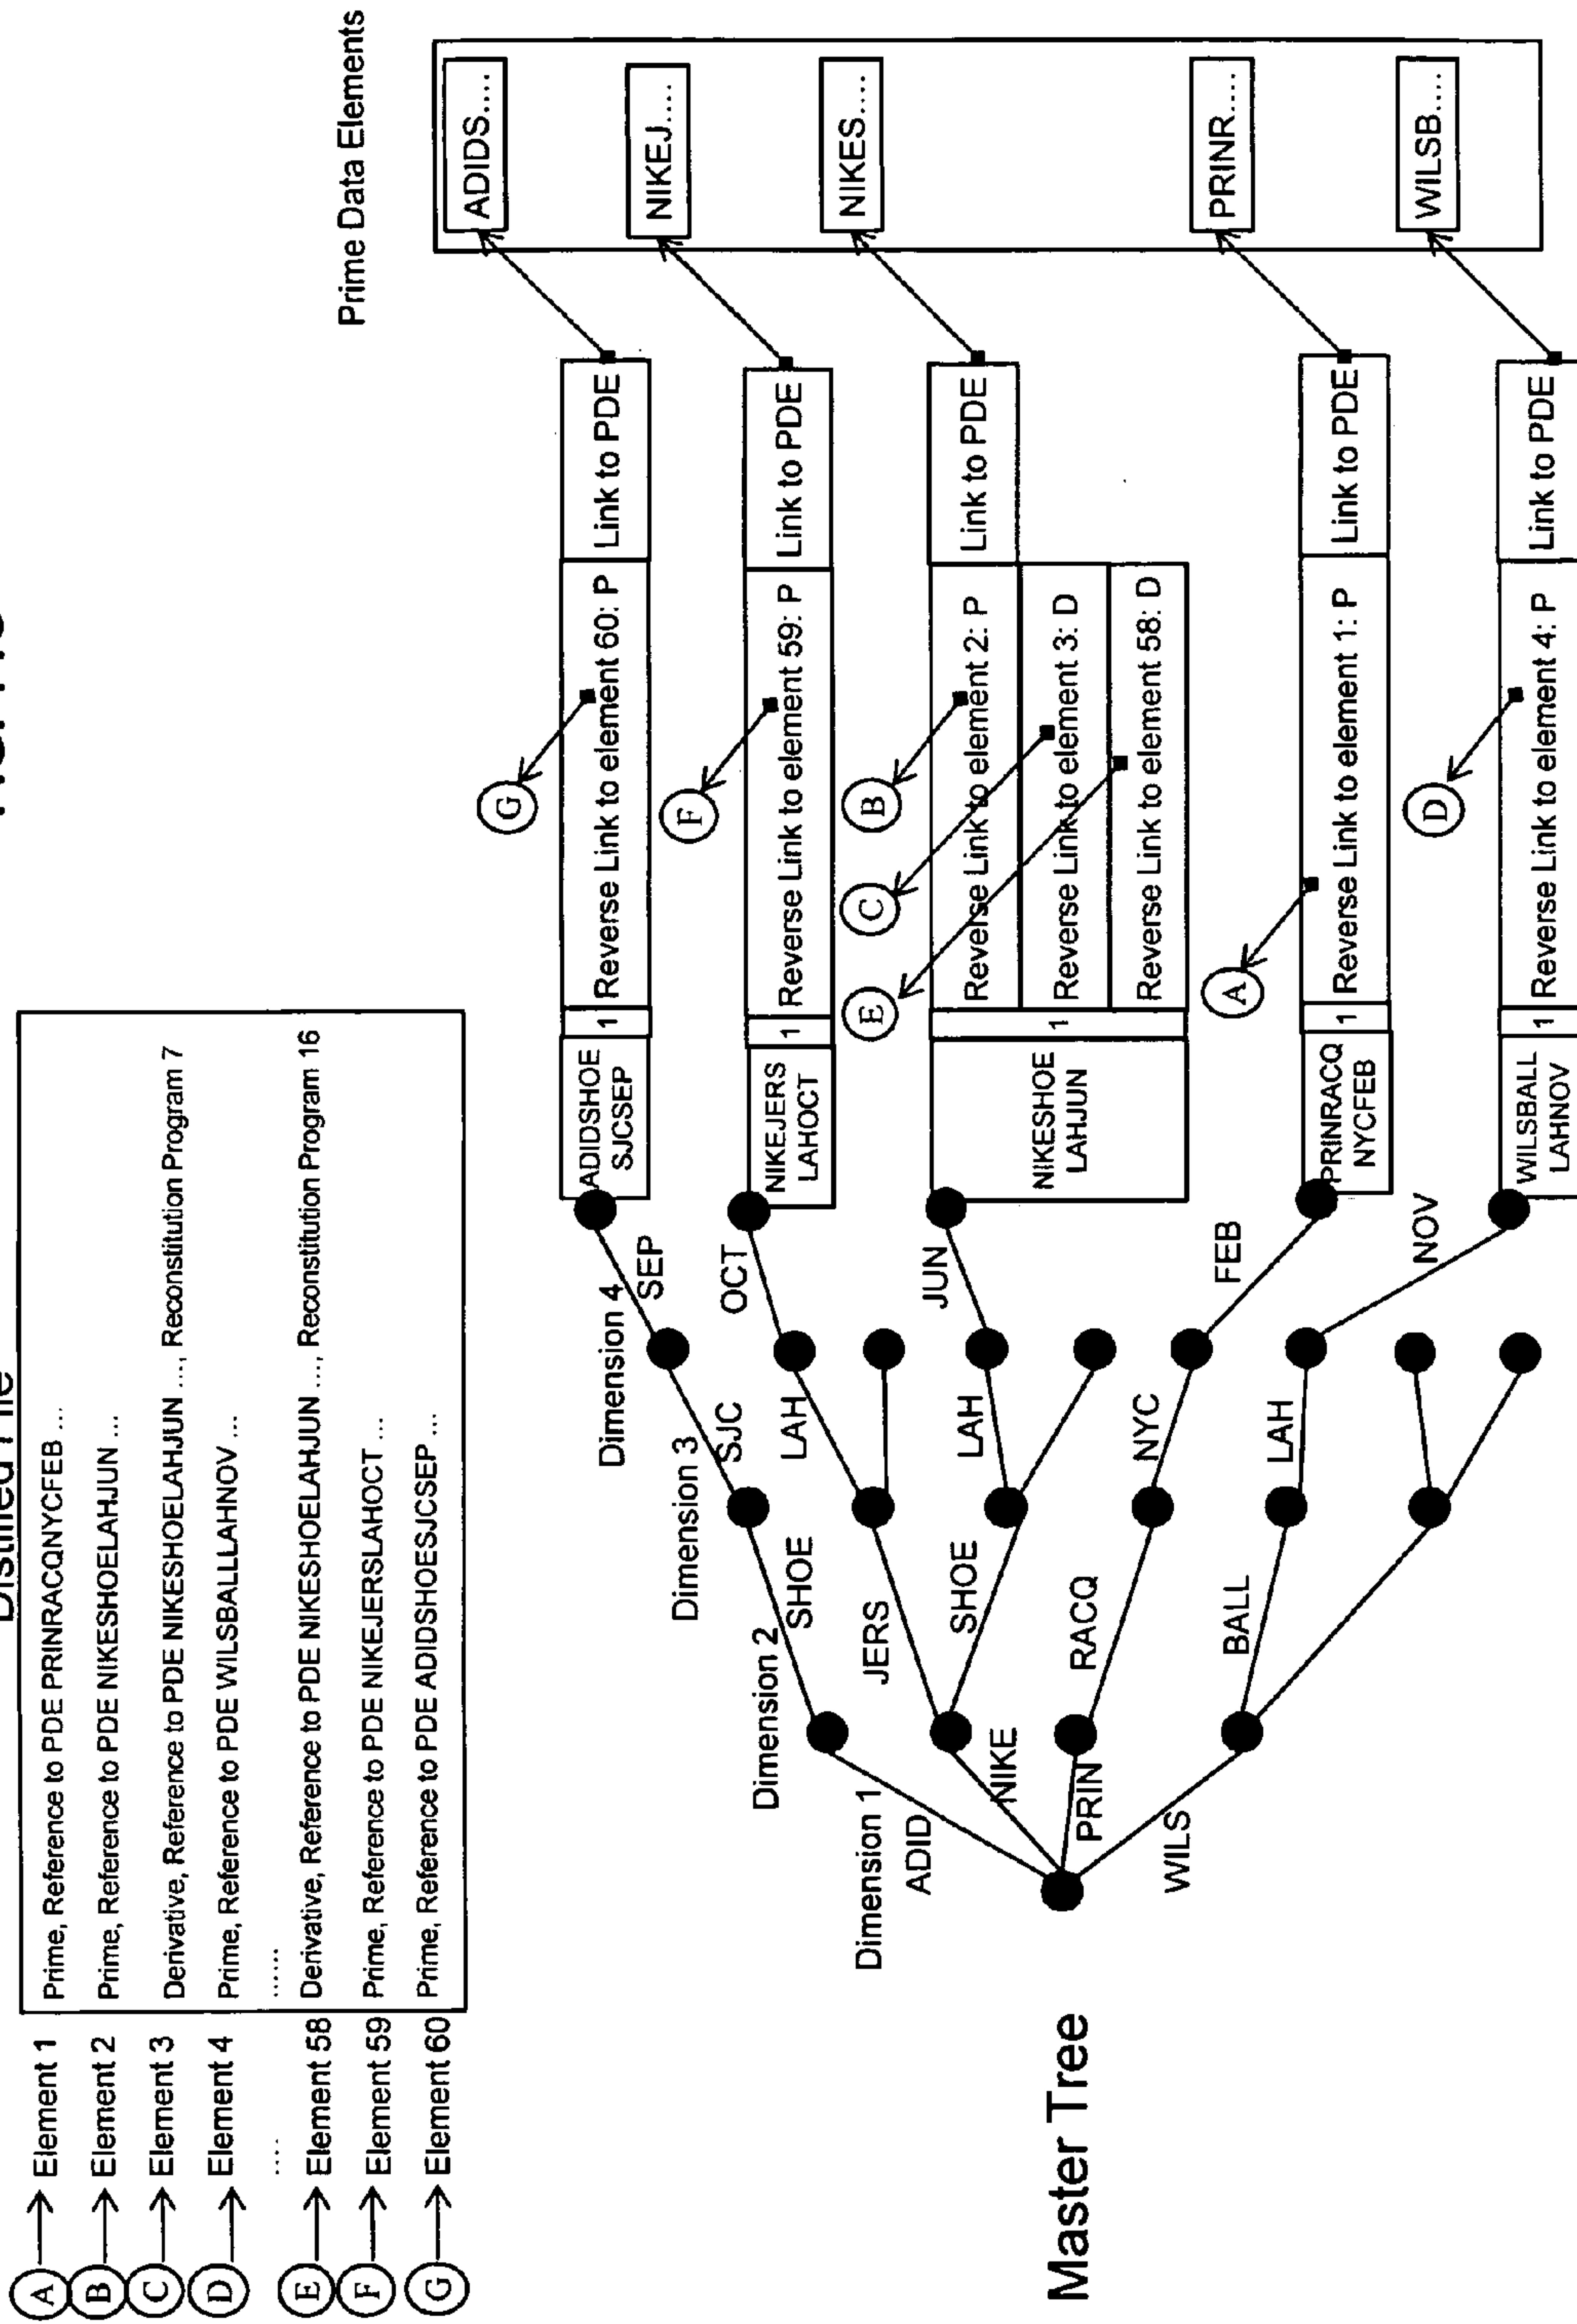 A Element 1 Prime, Reference to PDE PRINRACQNYCFEB ...
B Element 2 Prime, Reference to PDE NIKESHOELAHJUN ...
C Element 3 Derivative, Reference to PDE NIKESHOELAHJUN ..., Reconstitution Program 7
D Element 4 Prime, Reference to PDE WILSBALLLAHNOV ...
.... ......
E Element 58 Derivative, Reference to PDE NIKESHOELAHJUN ..., Reconstitution Program 16
F Element 59 Prime, Reference to PDE NIKEJERSLAHOCT ...
G Element 60 Prime, Reference to PDE ADIDSHOESJCSEP ...
Prime Data Elements
ADIDS....
NIKEJ....
NIKES....
PRINR....
WILSB....
G
ADIDSHOE
SJCSEP
1
Reverse Link to element 60: P
Link to PDE
F
NIKEJERS
LAHOCT
1
Reverse Link to element 59: P
Link to PDE
B
C
E
NIKESHOE
LAHJUN
1
Reverse Link to element 2: P
Link to PDE
Reverse Link to element 3: D
Reverse Link to element 58: D
A
PRINRACQ
NYCFEB
1
Reverse Link to element 1: P
Link to PDE
D
WILSBALL
LAHNOV
1
Reverse Link to element 4: P
Link to PDE
Dimension 4
SEP
OCT
JUN
FEB
NOV
Dimension 3
SJC
LAH
LAH
NYC
LAH
Dimension 2
SHOE
JERS
SHOE
RACQ
BALL
Dimension 1
ADID
NIKE
PRIN
WILS
Master Tree